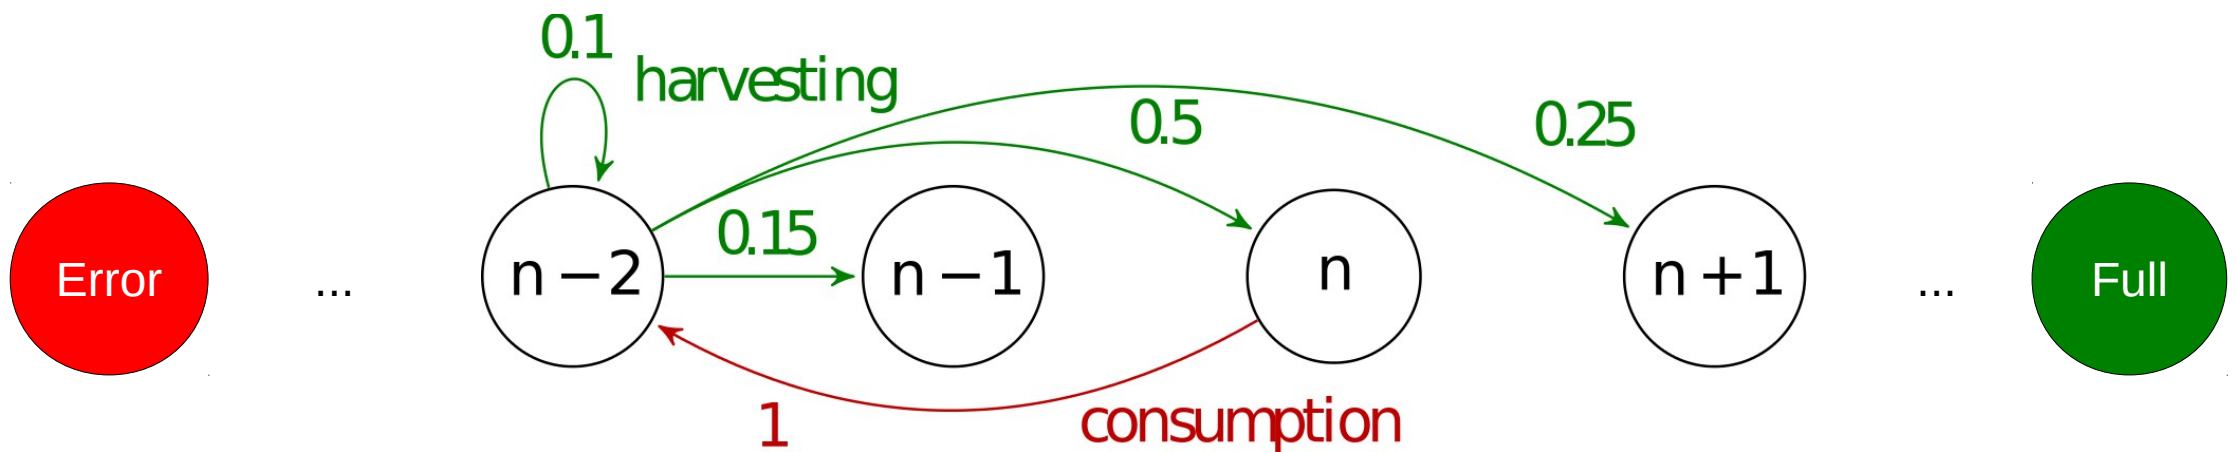 0.1
harvesting
0.5
0.25
0.15
Error
...
n−2
n−1
n
n+1
...
Full
1
consumption